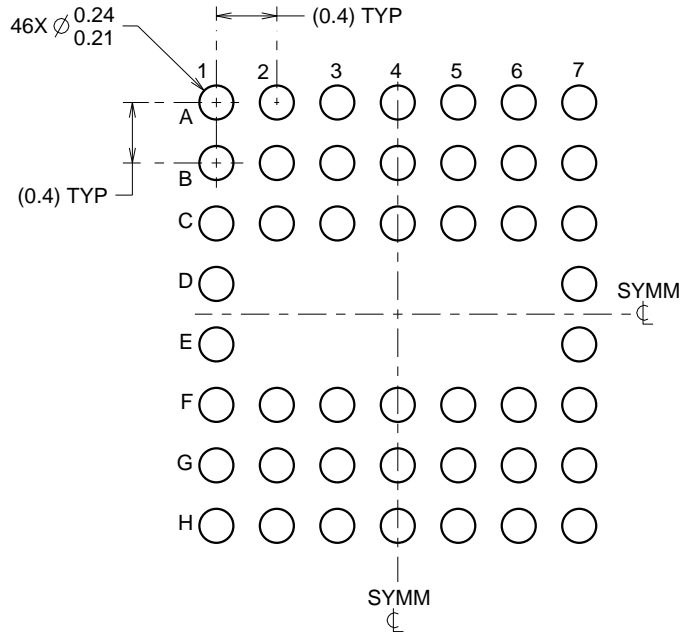 46X ∅ 0.24
0.21
(0.4) TYP
1 2 3 4 5 6 7
A
B
(0.4) TYP
C
D
SYMM
℄
E
F
G
H
SYMM
℄